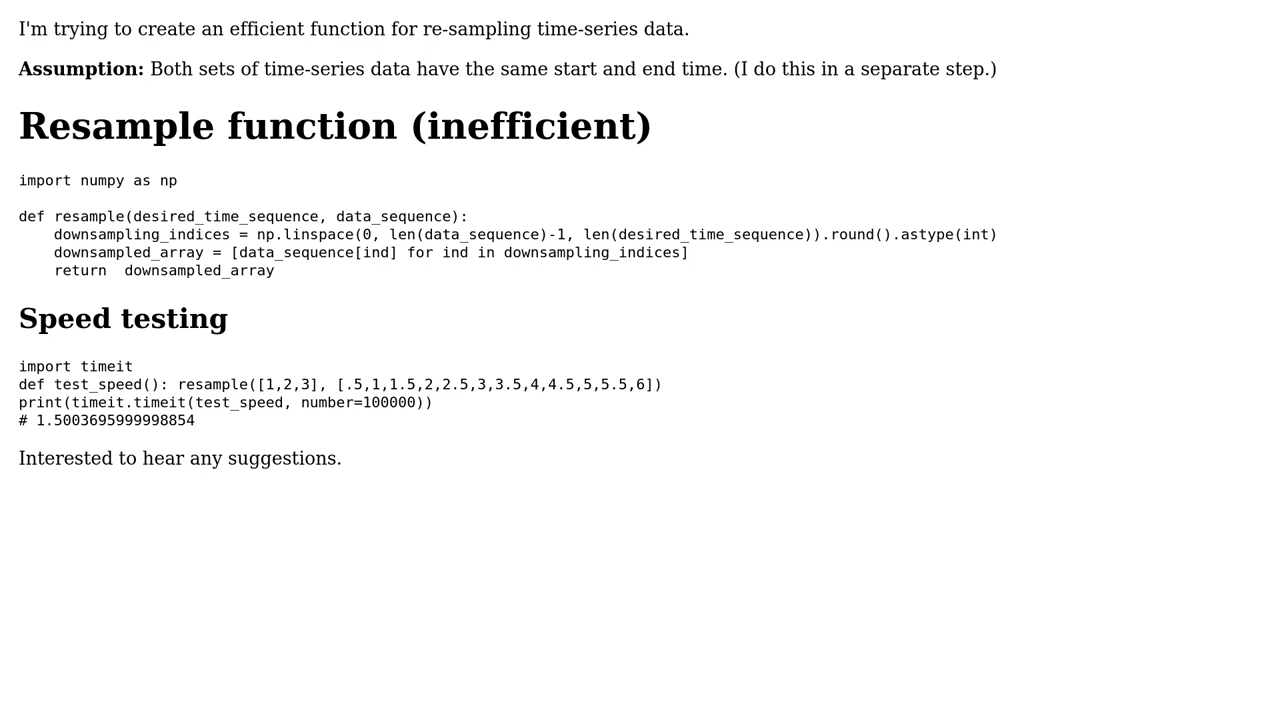 I'm trying to create an efficient function for re-sampling time-series data.
Assumption: Both sets of time-series data have the same start and end time. (I do this in a separate step.)
Resample function (inefficient)
import numpy as np
def resample(desired_time_sequence, data_sequence):
    downsampling_indices = np.linspace(0, len(data_sequence)-1, len(desired_time_sequence)).round().astype(int)
    downsampled_array = [data_sequence[ind] for ind in downsampling_indices]
    return  downsampled_array
Speed testing
import timeit
def test_speed(): resample([1,2,3], [.5,1,1.5,2,2.5,3,3.5,4,4.5,5,5.5,6])
print(timeit.timeit(test_speed, number=100000))
# 1.5003695999998854
Interested to hear any suggestions.